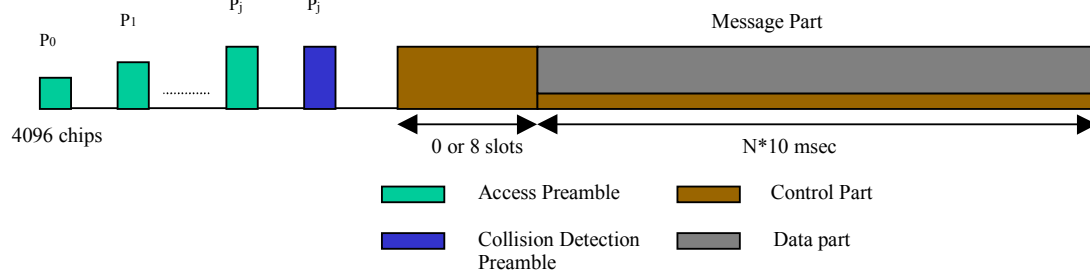 P0
P1
Pj
Pj
Message Part
.............
4096 chips
0 or 8 slots
N*10 msec
Access Preamble
Control Part
Collision Detection
Preamble
Data part